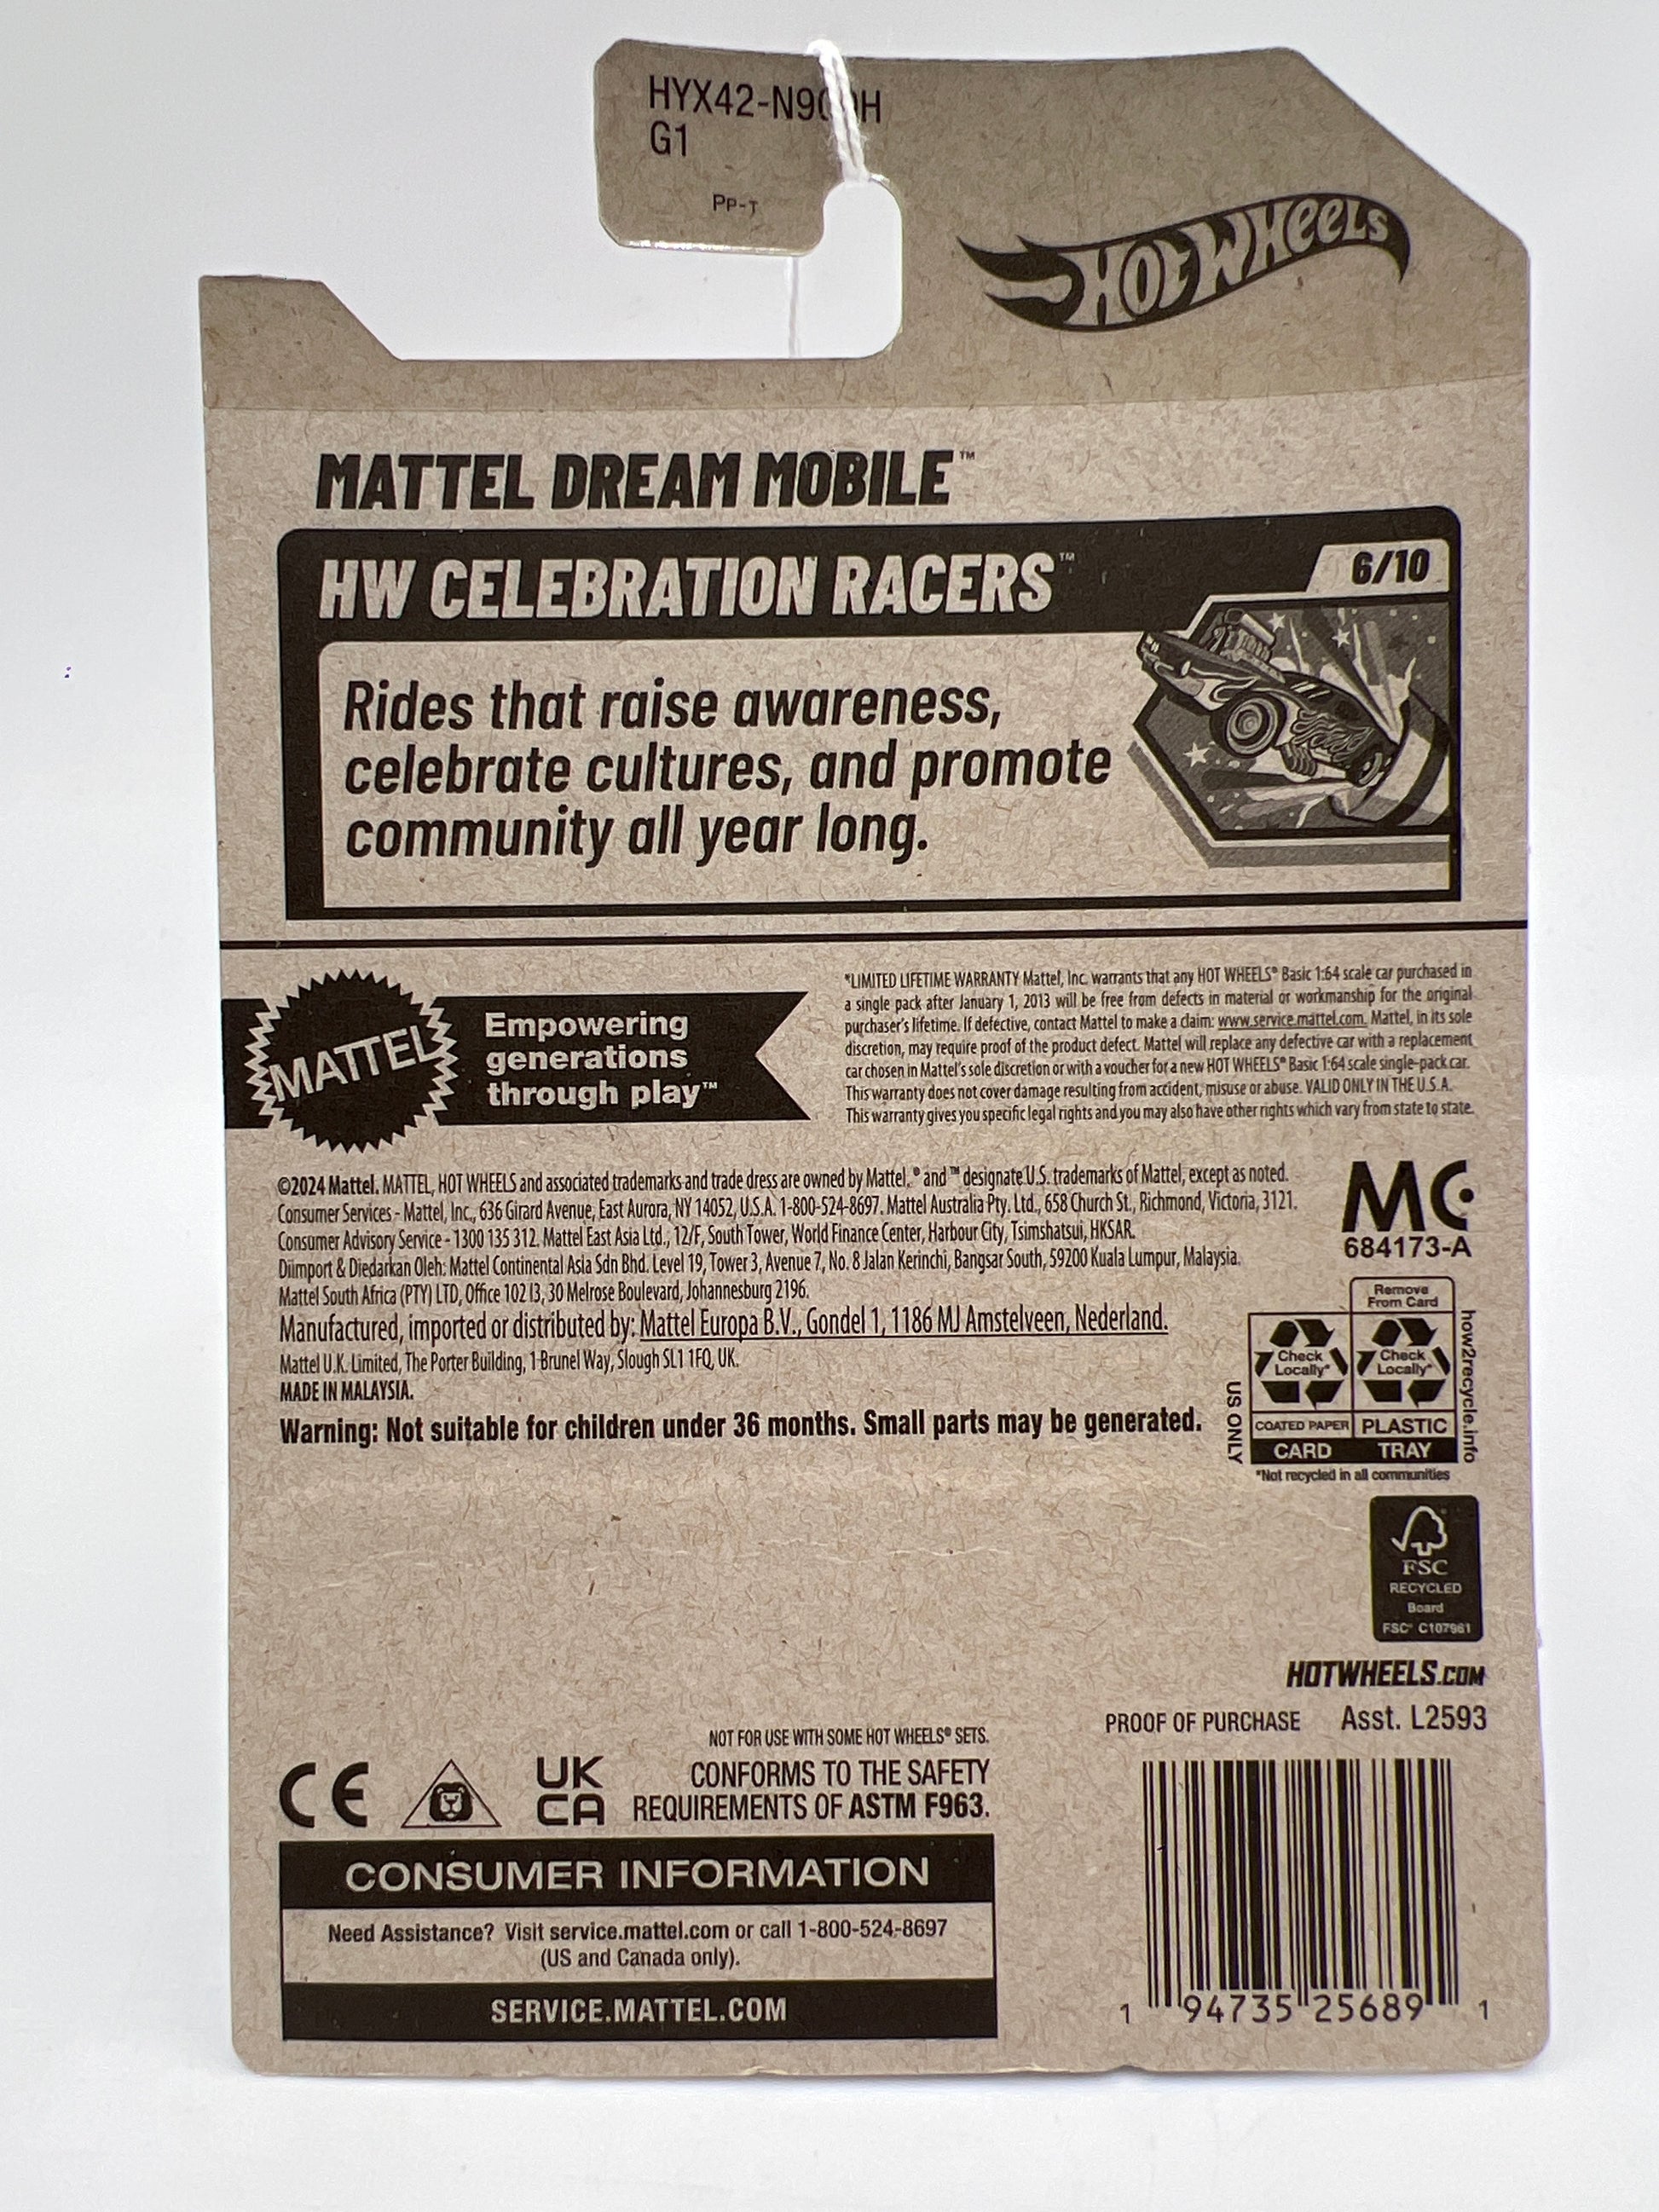 HYX42-N9
G1
PP-T
HOT WHEELS
MATTEL DREAM MOBILE™
HW CELEBRATION RACERS™
6/10
Rides that raise awareness,
celebrate cultures, and promote
community all year long.
MATTEL
Empowering
generations
through play™
*LIMITED LIFETIME WARRANTY Mattel, Inc. warrants that any HOT WHEELS® Basic 1:64 scale car purchased in
a single pack after January 1, 2013 will be free from defects in material or workmanship for the original
purchaser's lifetime. If defective, contact Mattel to make a claim: www.service.mattel.com. Mattel, in its sole
discretion, may require proof of the product defect. Mattel will replace any defective car with a replacement
car chosen in Mattel's sole discretion or with a voucher for a new HOT WHEELS® Basic 1:64 scale single-pack car.
This warranty does not cover damage resulting from accident, misuse or abuse. VALID ONLY IN THE U.S.A.
This warranty gives you specific legal rights and you may also have other rights which vary from state to state.
©2024 Mattel. MATTEL, HOT WHEELS and associated trademarks and trade dress are owned by Mattel. ® and ™ designate U.S. trademarks of Mattel, except as noted.
Consumer Services - Mattel, Inc., 636 Girard Avenue, East Aurora, NY 14052, U.S.A. 1-800-524-8697. Mattel Australia Pty. Ltd., 658 Church St., Richmond, Victoria, 3121.
Consumer Advisory Service - 1300 135 312. Mattel East Asia Ltd., 12/F, South Tower, World Finance Center, Harbour City, Tsimshatsui, HKSAR.
Diimport & Diedarkan Oleh: Mattel Continental Asia Sdn Bhd. Level 19, Tower 3, Avenue 7, No. 8 Jalan Kerinchi, Bangsar South, 59200 Kuala Lumpur, Malaysia.
Mattel South Africa (PTY) LTD, Office 102 I3, 30 Melrose Boulevard, Johannesburg 2196.
Manufactured, imported or distributed by: Mattel Europa B.V., Gondel 1, 1186 MJ Amstelveen, Nederland.
Mattel U.K. Limited, The Porter Building, 1 Brunel Way, Slough SL1 1FQ, UK.
MADE IN MALAYSIA.
Warning: Not suitable for children under 36 months. Small parts may be generated.
MC
684173-A
Remove
From Card
Check
Locally*
Check
Locally*
COATED PAPER
PLASTIC
CARD
TRAY
US ONLY
how2recycle.info
*Not recycled in all communities
FSC
RECYCLED
Board
FSC® C107981
HOTWHEELS.COM
PROOF OF PURCHASE Asst. L2593
NOT FOR USE WITH SOME HOT WHEELS® SETS.
CE
UK
CA
CONFORMS TO THE SAFETY
REQUIREMENTS OF ASTM F963.
CONSUMER INFORMATION
Need Assistance? Visit service.mattel.com or call 1-800-524-8697
(US and Canada only).
SERVICE.MATTEL.COM
1 94735 25689 1